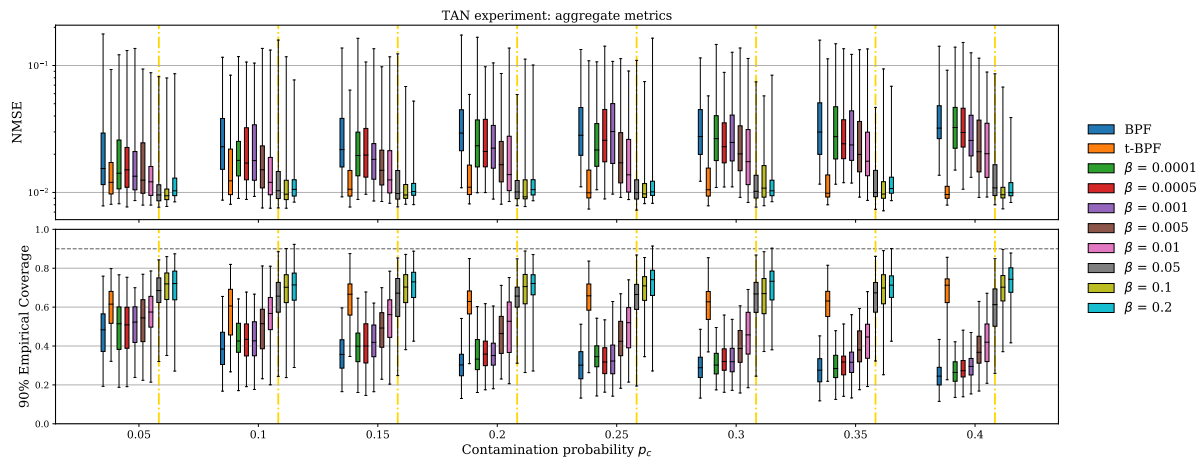 TAN experiment: aggregate metrics
NMSE
10⁻¹
10⁻²
90% Empirical Coverage
1.0
0.8
0.6
0.4
0.2
0.0
0.05
0.1
0.15
0.2
0.25
0.3
0.35
0.4
Contamination probability p_c
BPF
t-BPF
β = 0.0001
β = 0.0005
β = 0.001
β = 0.005
β = 0.01
β = 0.05
β = 0.1
β = 0.2